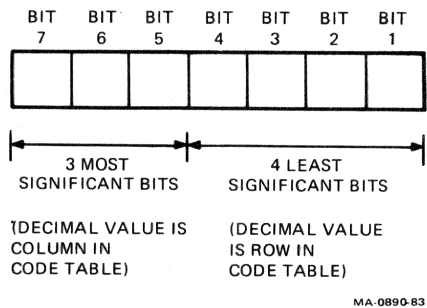 BIT BIT BIT BIT BIT BIT BIT
7 6 5 4 3 2 1
3 MOST
SIGNIFICANT BITS
4 LEAST
SIGNIFICANT BITS
(DECIMAL VALUE IS
COLUMN IN
CODE TABLE)
(DECIMAL VALUE
IS ROW IN
CODE TABLE)
MA-0890-83